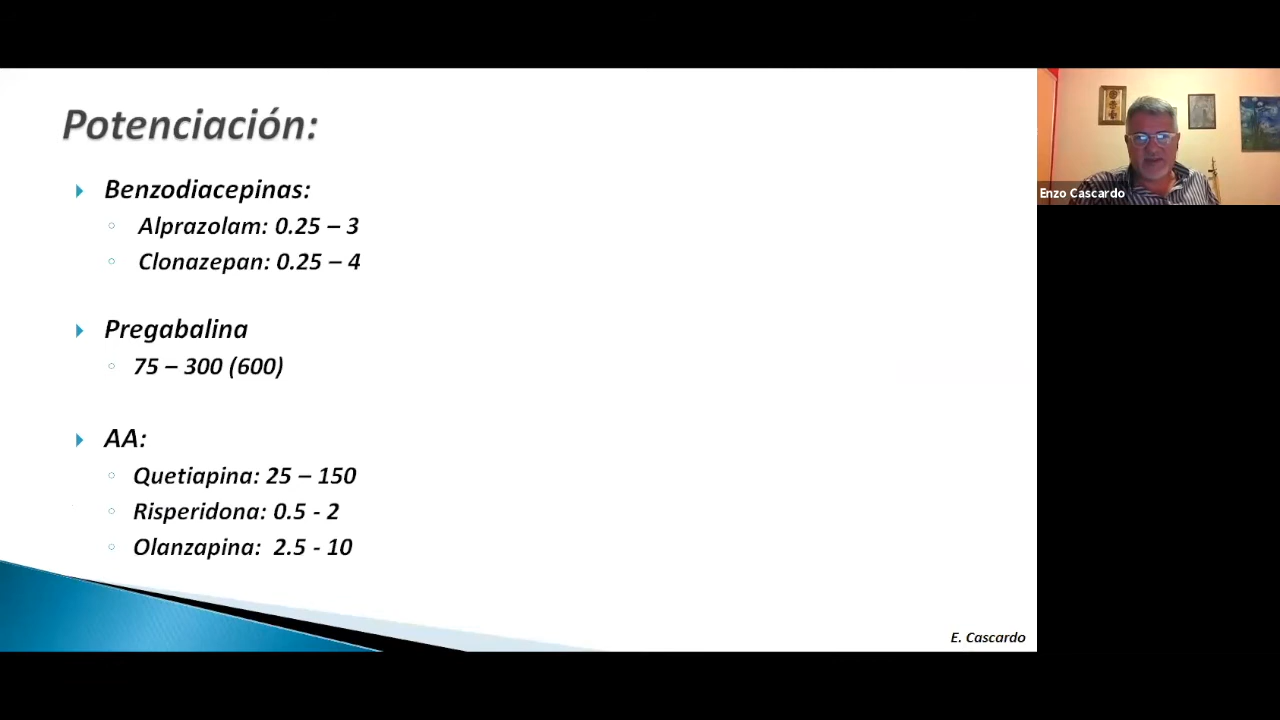 Potenciación:
Benzodiacepinas:
Alprazolam: 0.25 – 3
Clonazepan: 0.25 – 4
Pregabalina
75 – 300 (600)
AA:
Quetiapina: 25 – 150
Risperidona: 0.5 - 2
Olanzapina: 2.5 - 10
E. Cascardo
Enzo Cascardo